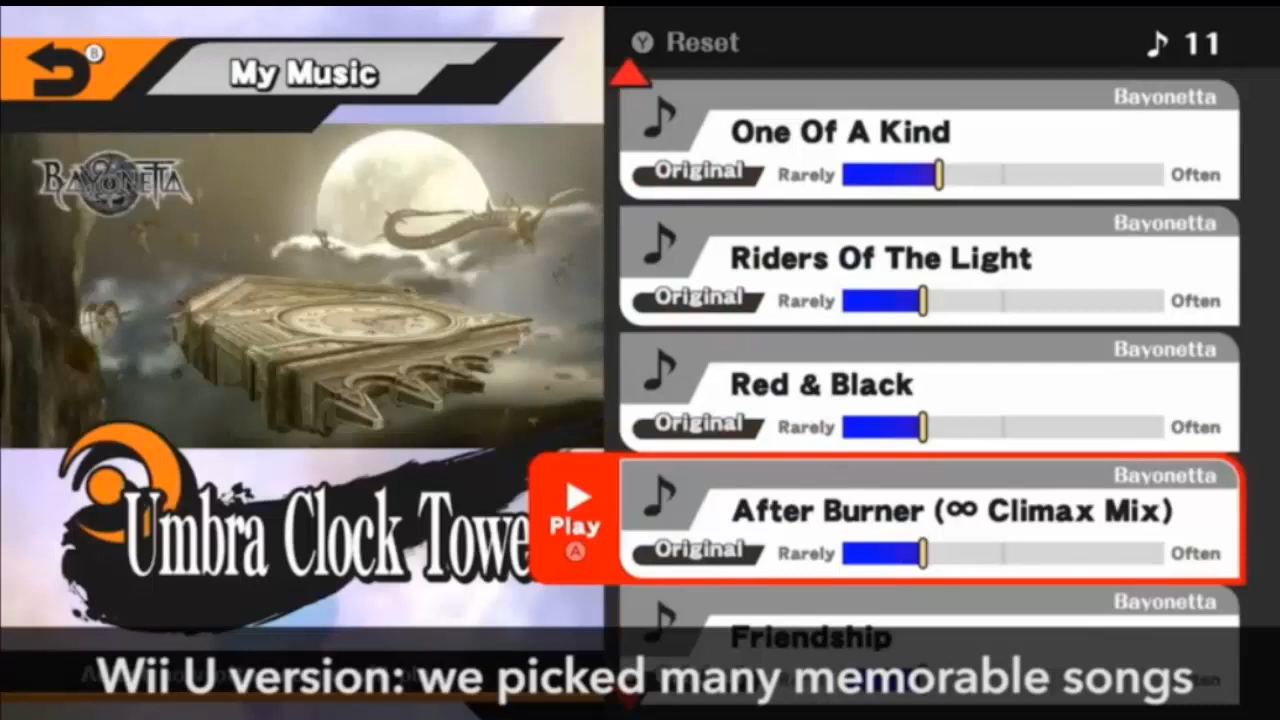 B
My Music
BAYONETTA
Umbra Clock Towe
Y Reset
♪ 11
Bayonetta
One Of A Kind
Original
Rarely
Often
Bayonetta
Riders Of The Light
Original
Rarely
Often
Bayonetta
Red & Black
Original
Rarely
Often
Play
A
Bayonetta
After Burner (∞ Climax Mix)
Original
Rarely
Often
Bayonetta
Friendship
Wii U version: we picked many memorable songs